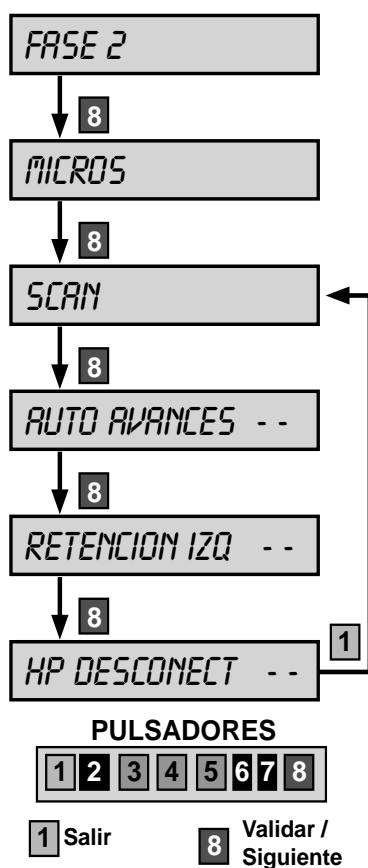 FASE 2
8
MICROS
8
SCAN
8
AUTO AVANCES - -
8
RETENCION IZQ - -
8
HP DESCONECT - -
1
PULSADORES
1 2 3 4 5 6 7 8
1 Salir
8 Validar /
Siguiente